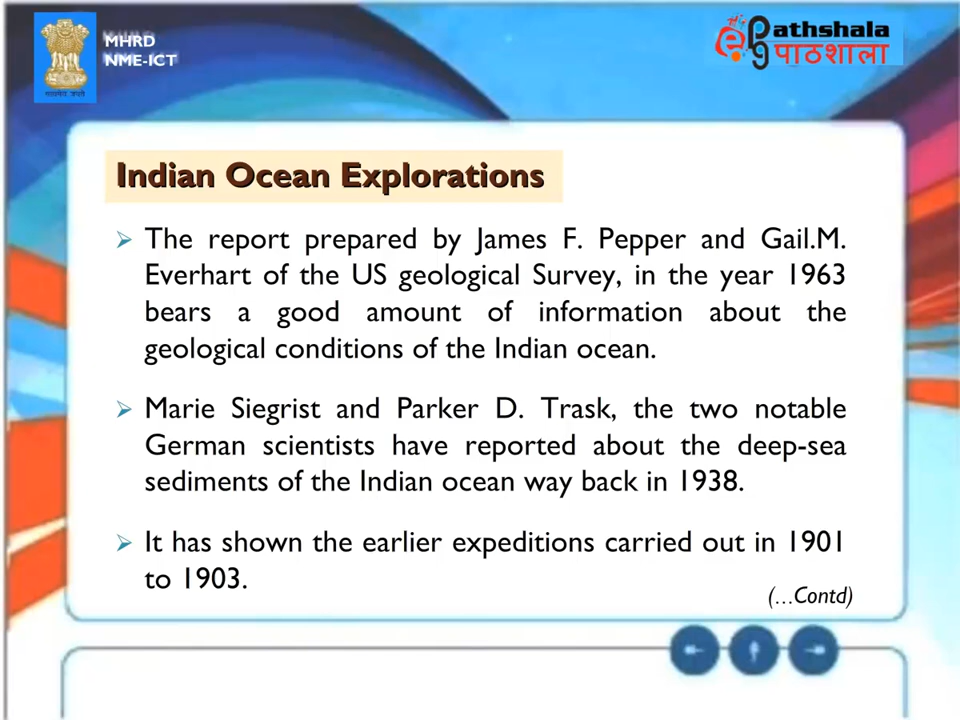 MHRD
NME-ICT
epgathshala
पाठशाला
Indian Ocean Explorations
The report prepared by James F. Pepper and Gail.M.
Everhart of the US geological Survey, in the year 1963
bears a good amount of information about the
geological conditions of the Indian ocean.
Marie Siegrist and Parker D. Trask, the two notable
German scientists have reported about the deep-sea
sediments of the Indian ocean way back in 1938.
It has shown the earlier expeditions carried out in 1901
to 1903.
(...Contd)